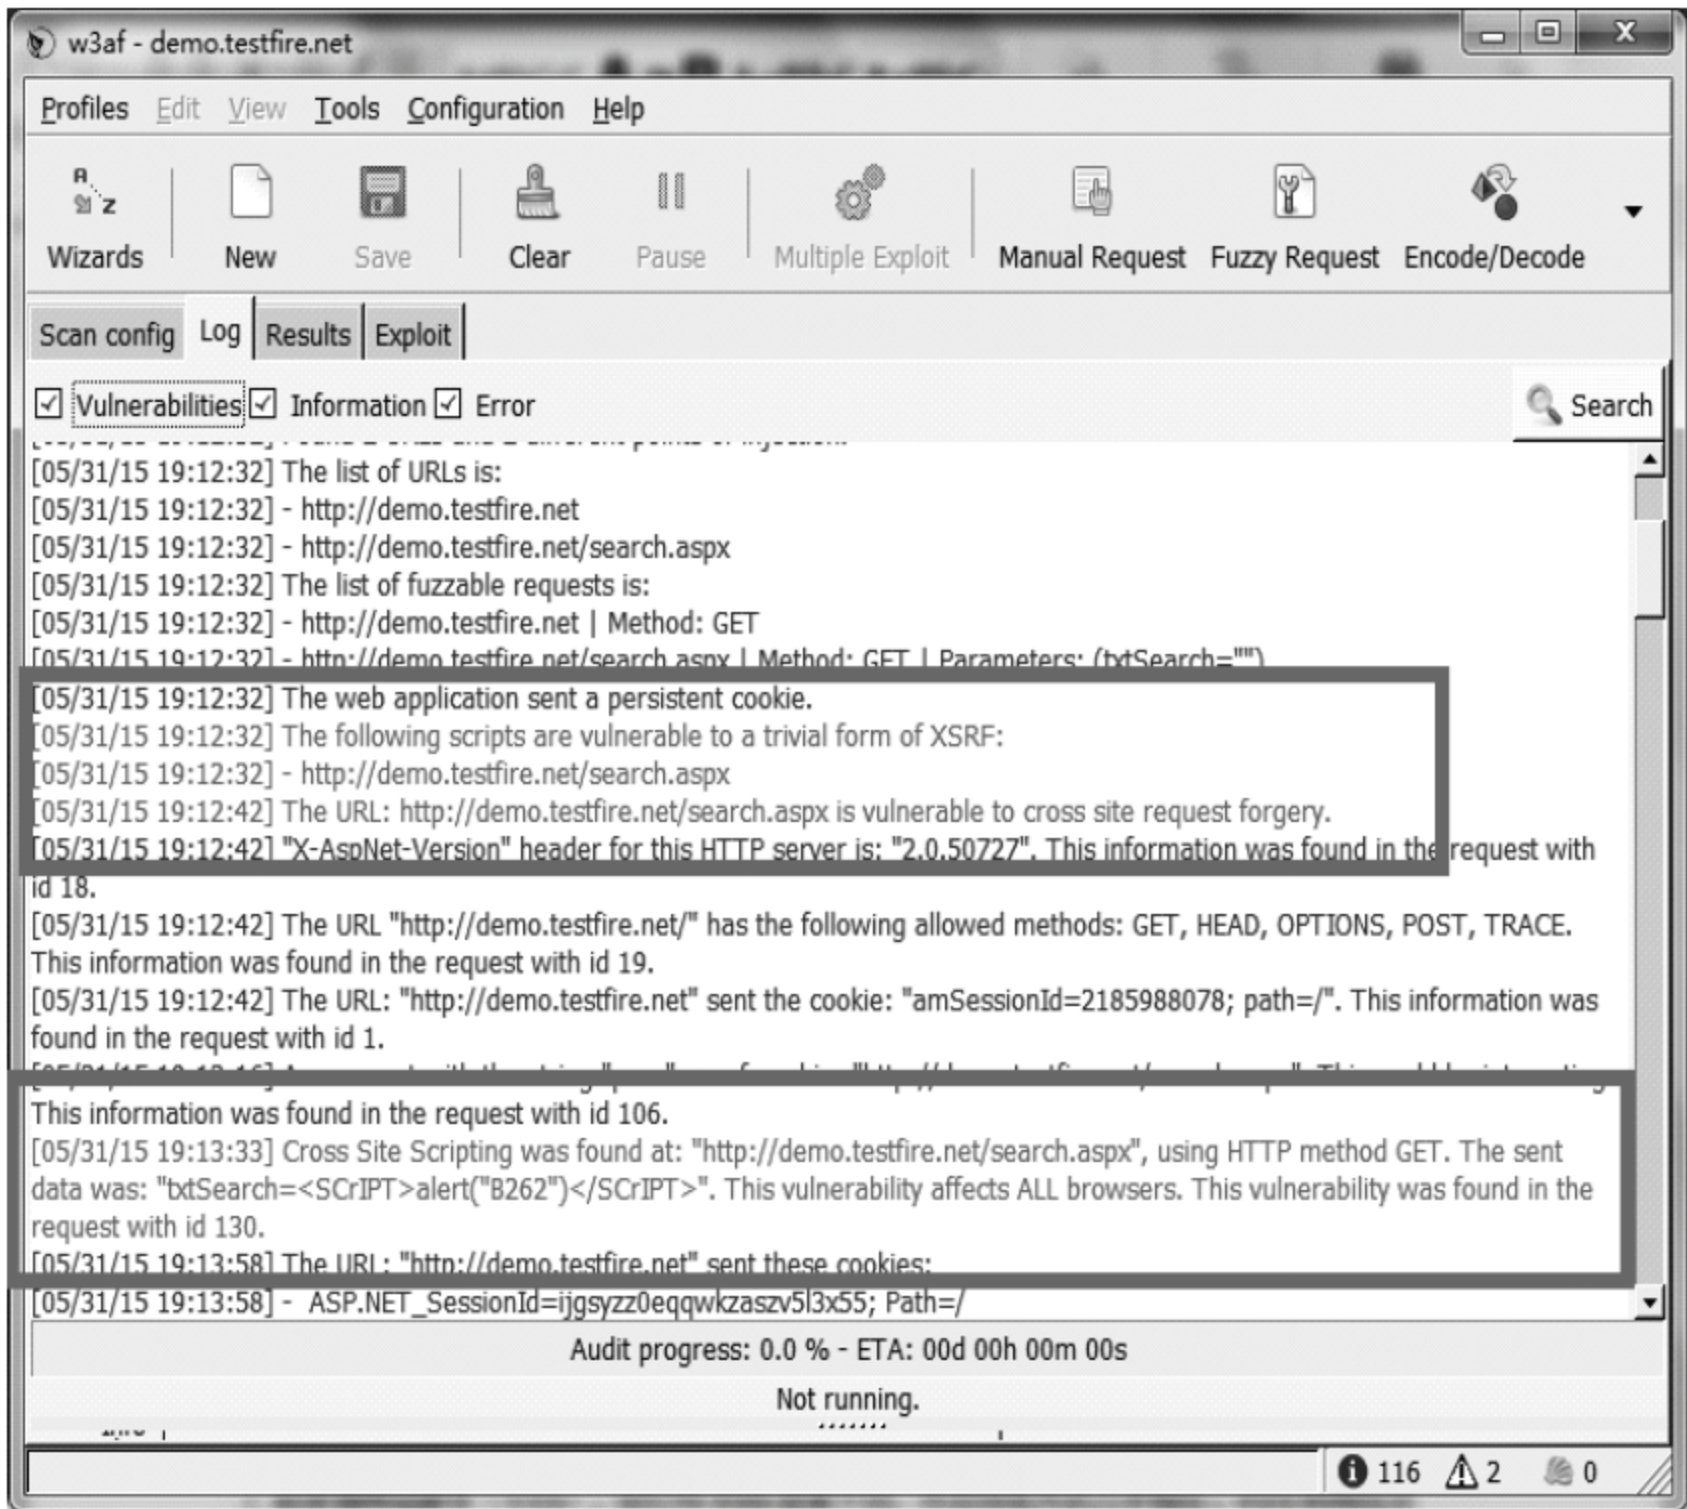 w3af - demo.testfire.net
Profiles Edit View Tools Configuration Help
Wizards New Save Clear Pause Multiple Exploit Manual Request Fuzzy Request Encode/Decode
Scan config Log Results Exploit
Vulnerabilities Information Error Search
[05/31/15 19:12:32] The list of URLs is:
[05/31/15 19:12:32] - http://demo.testfire.net
[05/31/15 19:12:32] - http://demo.testfire.net/search.aspx
[05/31/15 19:12:32] The list of fuzzable requests is:
[05/31/15 19:12:32] - http://demo.testfire.net | Method: GET
[05/31/15 19:12:32] - http://demo.testfire.net/search.aspx | Method: GET | Parameters: (txtSearch="")
[05/31/15 19:12:32] The web application sent a persistent cookie.
[05/31/15 19:12:32] The following scripts are vulnerable to a trivial form of XSRF:
[05/31/15 19:12:32] - http://demo.testfire.net/search.aspx
[05/31/15 19:12:42] The URL: http://demo.testfire.net/search.aspx is vulnerable to cross site request forgery.
[05/31/15 19:12:42] "X-AspNet-Version" header for this HTTP server is: "2.0.50727". This information was found in the request with
id 18.
[05/31/15 19:12:42] The URL "http://demo.testfire.net/" has the following allowed methods: GET, HEAD, OPTIONS, POST, TRACE.
This information was found in the request with id 19.
[05/31/15 19:12:42] The URL: "http://demo.testfire.net" sent the cookie: "amSessionId=2185988078; path=/". This information was
found in the request with id 1.
This information was found in the request with id 106.
[05/31/15 19:13:33] Cross Site Scripting was found at: "http://demo.testfire.net/search.aspx", using HTTP method GET. The sent
data was: "txtSearch=<SCrIPT>alert("B262")</SCrIPT>". This vulnerability affects ALL browsers. This vulnerability was found in the
request with id 130.
[05/31/15 19:13:58] The URL: "http://demo.testfire.net" sent these cookies:
[05/31/15 19:13:58] - ASP.NET_SessionId=ijgsyzz0eqqwkzaszv5l3x55; Path=/
Audit progress: 0.0 % - ETA: 00d 00h 00m 00s
Not running.
116 2 0